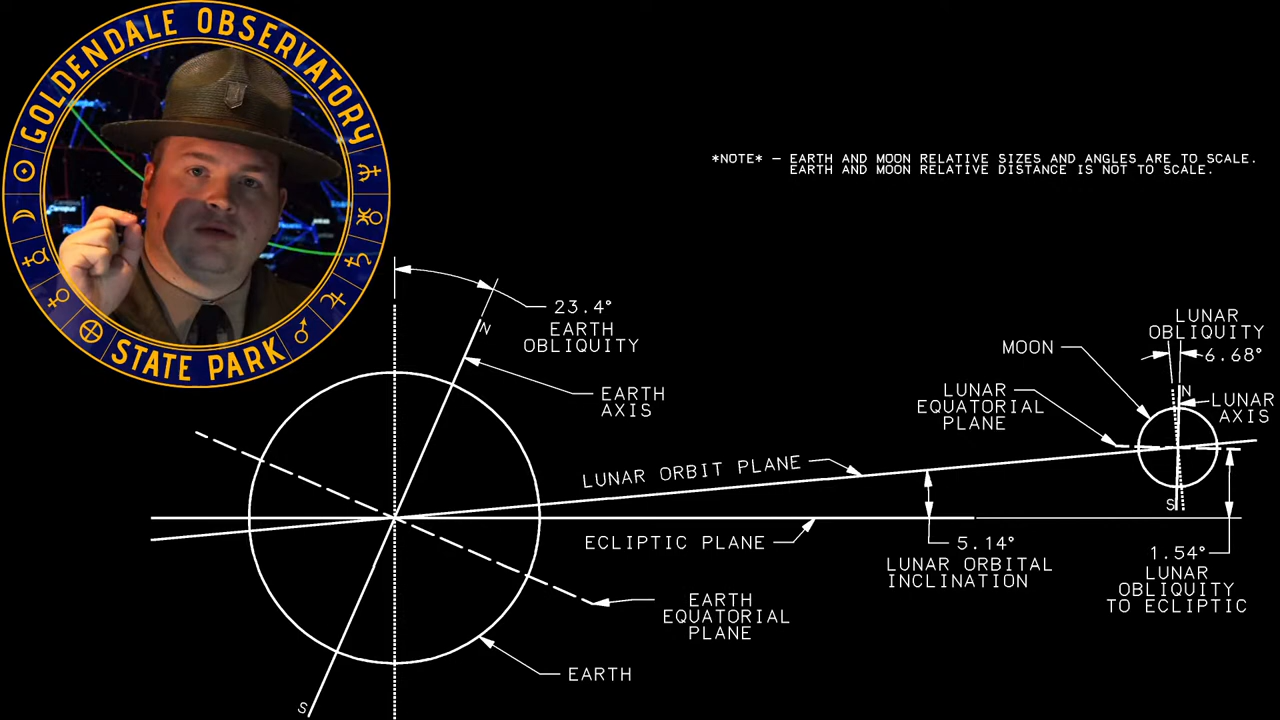 GOLDENDALE OBSERVATORY
STATE PARK
*NOTE* - EARTH AND MOON RELATIVE SIZES AND ANGLES ARE TO SCALE.
EARTH AND MOON RELATIVE DISTANCE IS NOT TO SCALE.
23.4°
EARTH
OBLIQUITY
N
EARTH
AXIS
LUNAR
OBLIQUITY
6.68°
MOON
N
LUNAR
AXIS
LUNAR
EQUATORIAL
PLANE
LUNAR ORBIT PLANE
S
ECLIPTIC PLANE
5.14°
LUNAR ORBITAL
INCLINATION
1.54°
LUNAR
OBLIQUITY
TO ECLIPTIC
EARTH
EQUATORIAL
PLANE
EARTH
S